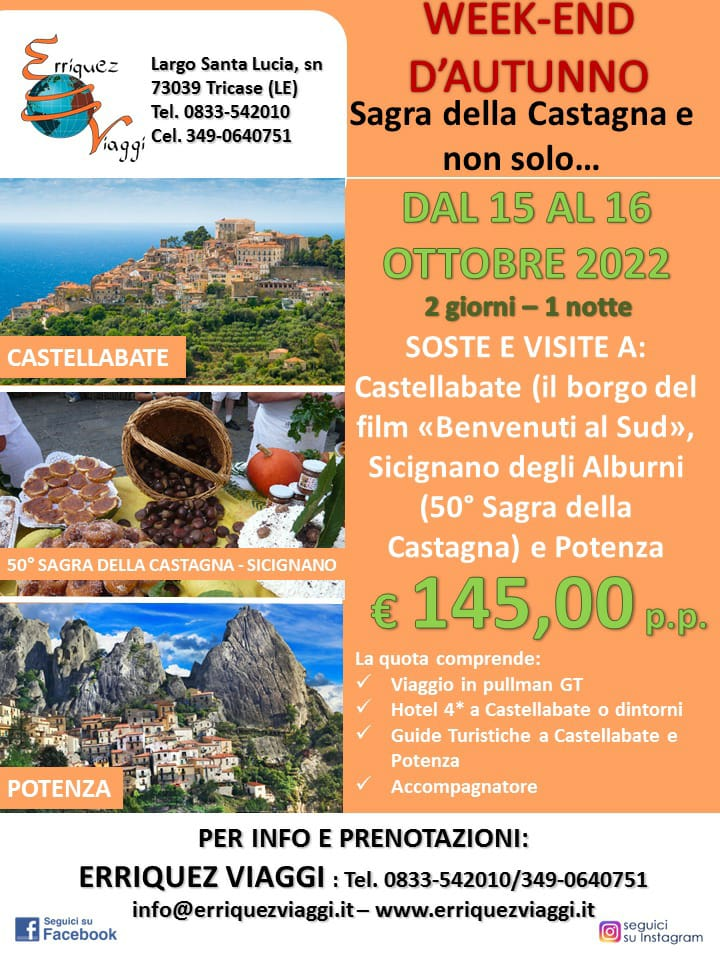 Erriquez
Viaggi
Largo Santa Lucia, sn
73039 Tricase (LE)
Tel. 0833-542010
Cel. 349-0640751
WEEK-END
D'AUTUNNO
Sagra della Castagna e
non solo…
DAL 15 AL 16
OTTOBRE 2022
2 giorni – 1 notte
SOSTE E VISITE A:
Castellabate (il borgo del
film «Benvenuti al Sud»,
Sicignano degli Alburni
(50° Sagra della
Castagna) e Potenza
€ 145,00 p.p.
La quota comprende:
✓ Viaggio in pullman GT
✓ Hotel 4* a Castellabate o dintorni
✓ Guide Turistiche a Castellabate e
Potenza
✓ Accompagnatore
CASTELLABATE
50° SAGRA DELLA CASTAGNA - SICIGNANO
POTENZA
PER INFO E PRENOTAZIONI:
ERRIQUEZ VIAGGI : Tel. 0833-542010/349-0640751
info@erriquezviaggi.it – www.erriquezviaggi.it
f
Seguici su
Facebook
seguici
su Instagram